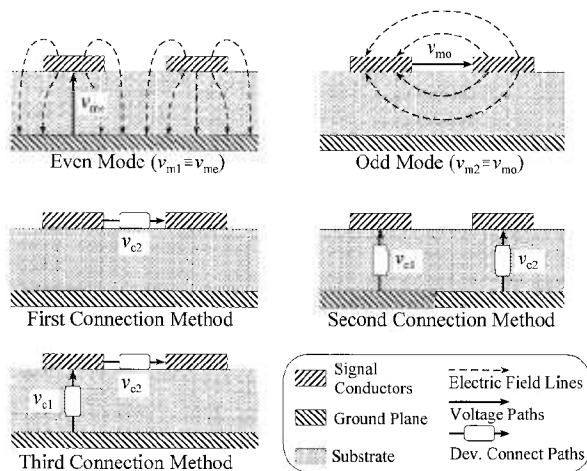 v_me
Even Mode (v_m1≡v_me)
v_mo
Odd Mode (v_m2≡v_mo)
v_c2
First Connection Method
v_c1
v_c2
Second Connection Method
v_c1
v_c2
Third Connection Method
Signal
Conductors
Ground Plane
Substrate
Electric Field Lines
Voltage Paths
Dev. Connect Paths